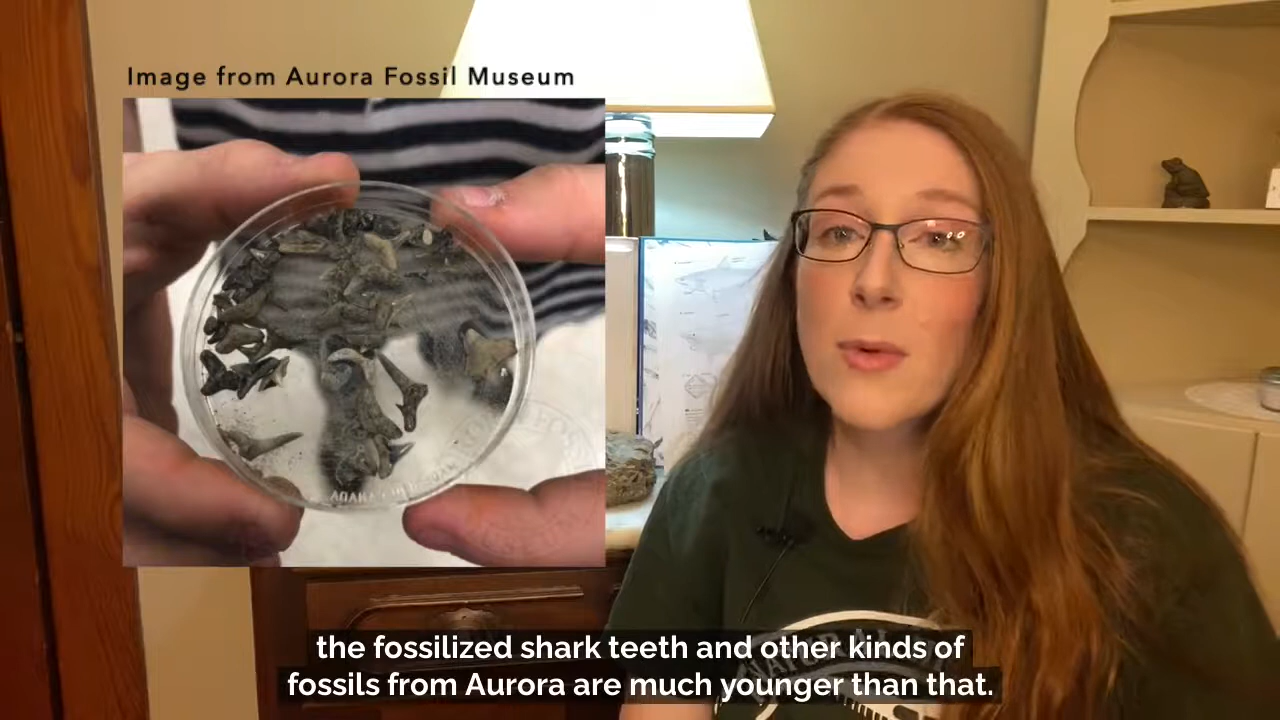 Image from Aurora Fossil Museum
the fossilized shark teeth and other kinds of
fossils from Aurora are much younger than that.